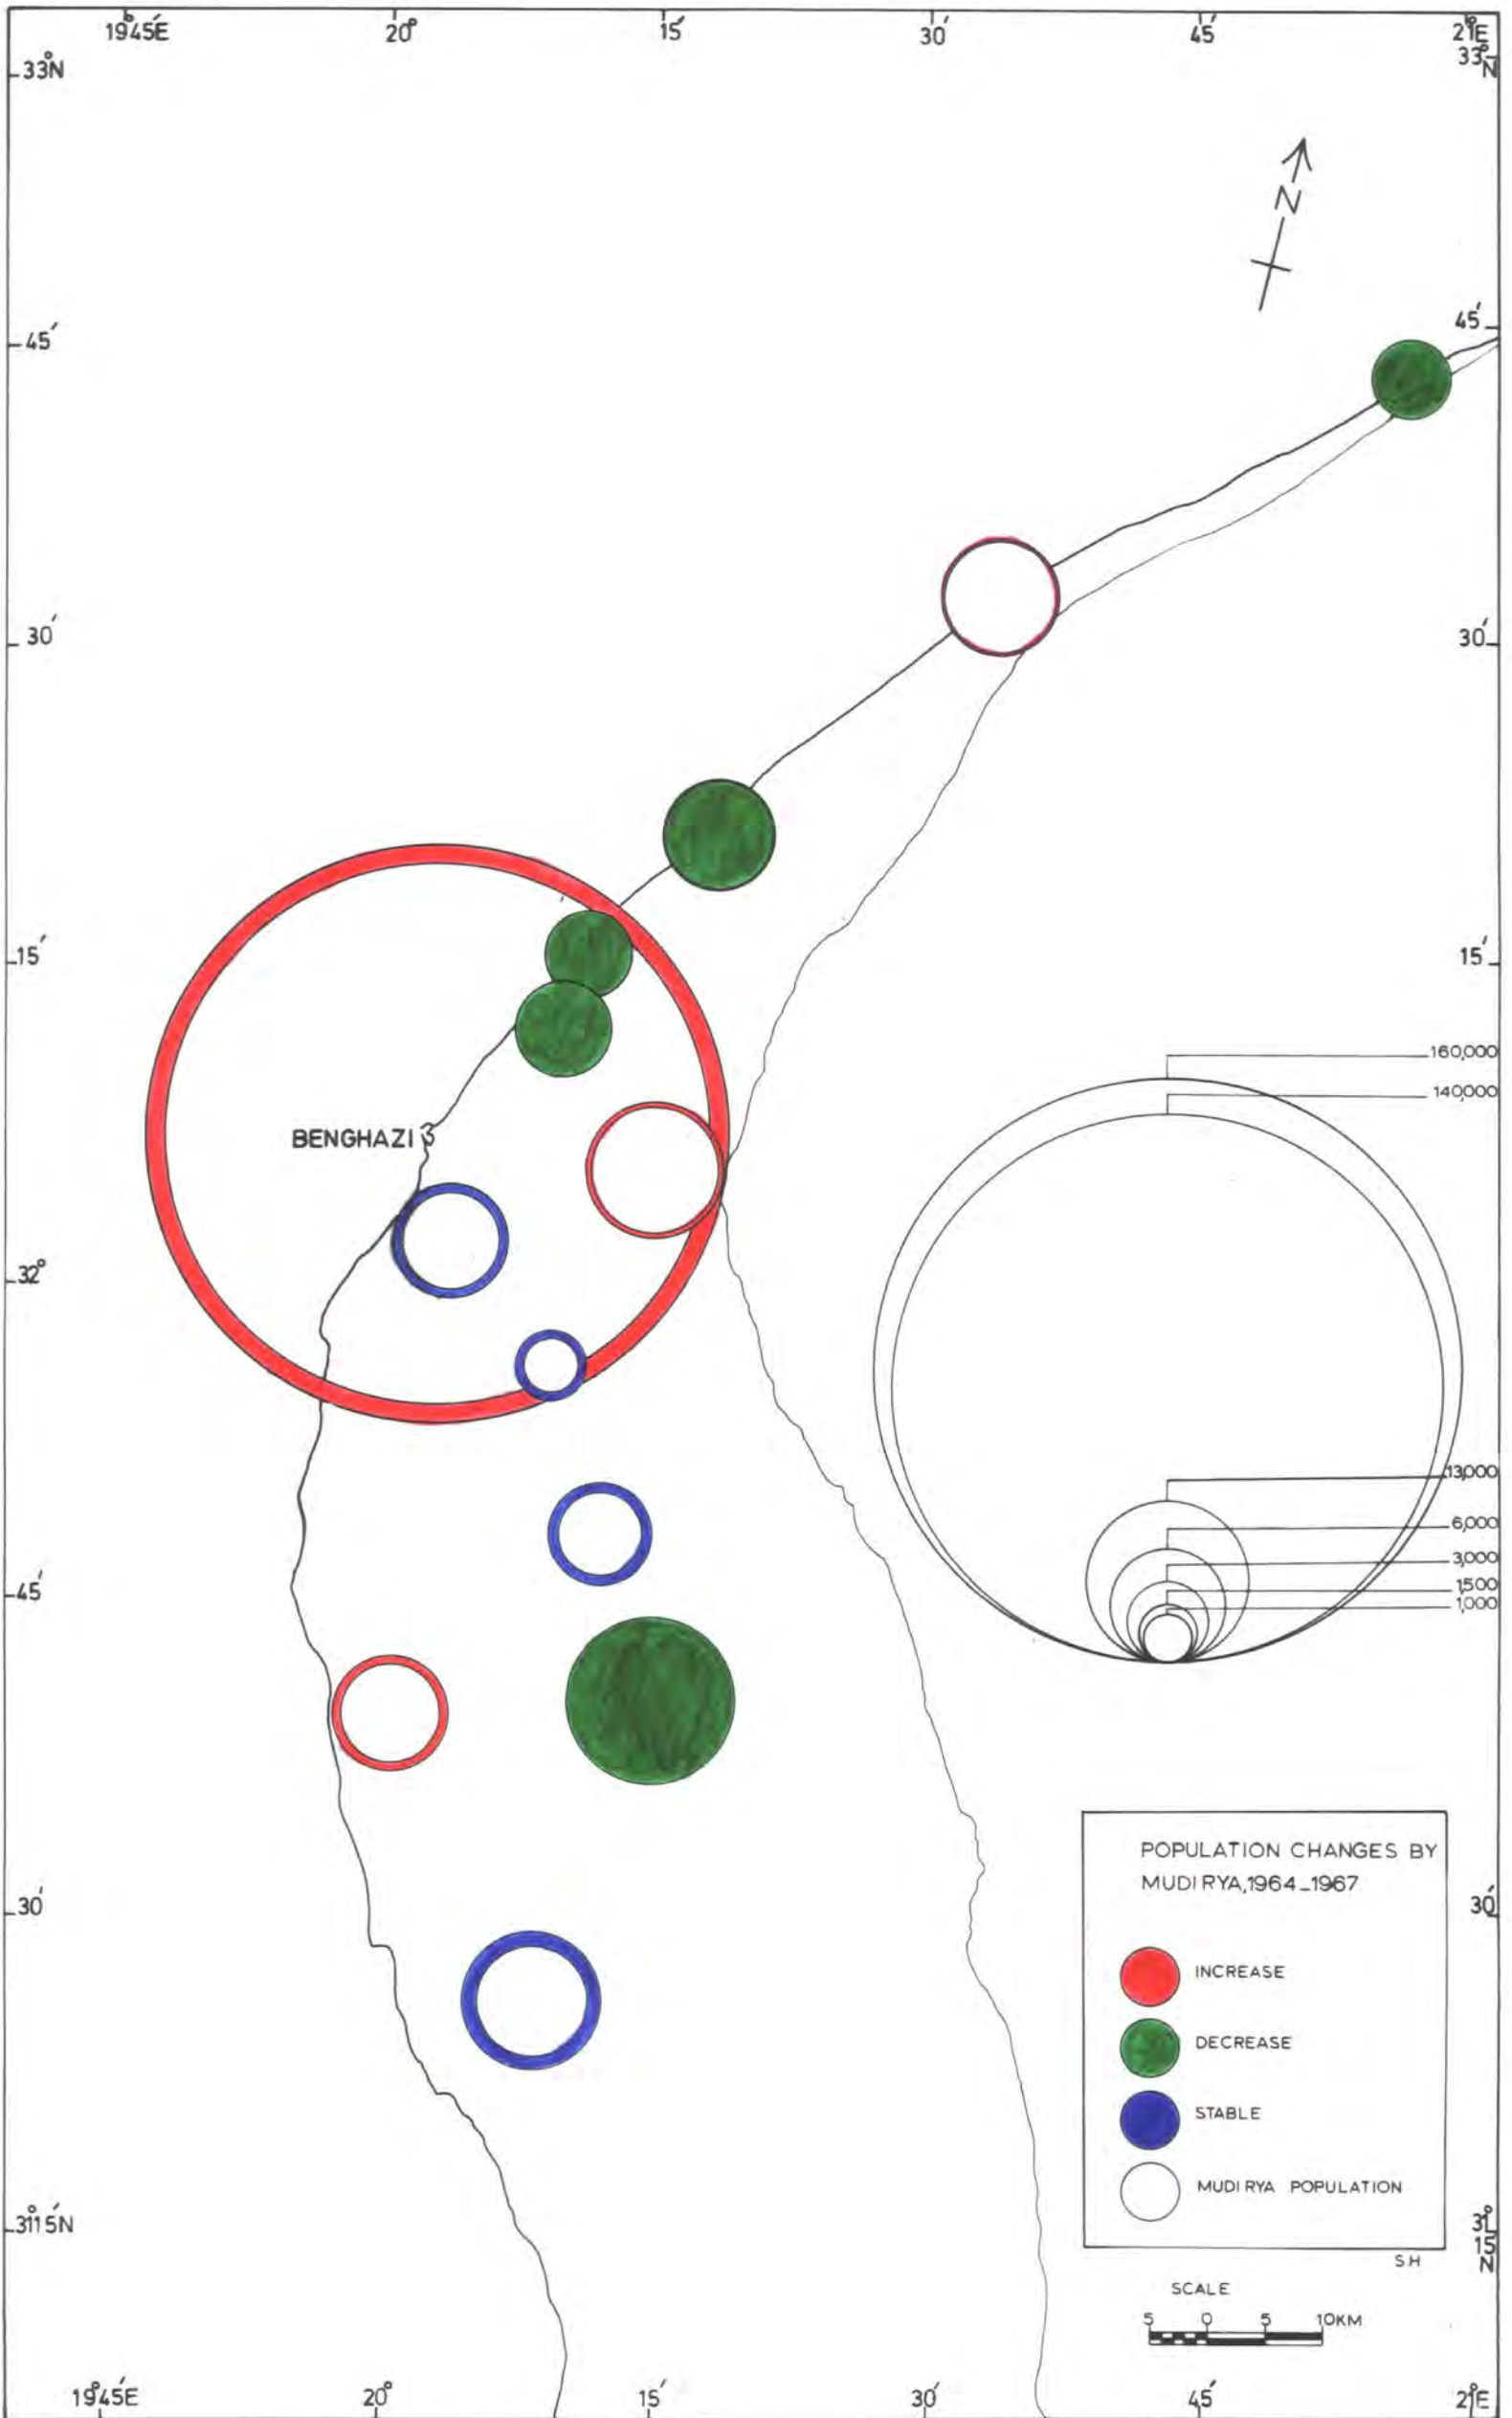 19°45′E 20° 15′ 30′ 45′ 21°E
33°N 33°N
45′ 45′
30′ 30′
15′ 15′
160,000
140,000
BENGHAZI
32°
13,000
6,000
3,000
1,500
1,000
45′
POPULATION CHANGES BY
MUDIRYA,1964_1967
30′ 30′
INCREASE
DECREASE
STABLE
MUDIRYA POPULATION
31°15′N 31°15′N
S.H
SCALE
5 0 5 10KM
19°45′E 20° 15′ 30′ 45′ 21°E
N